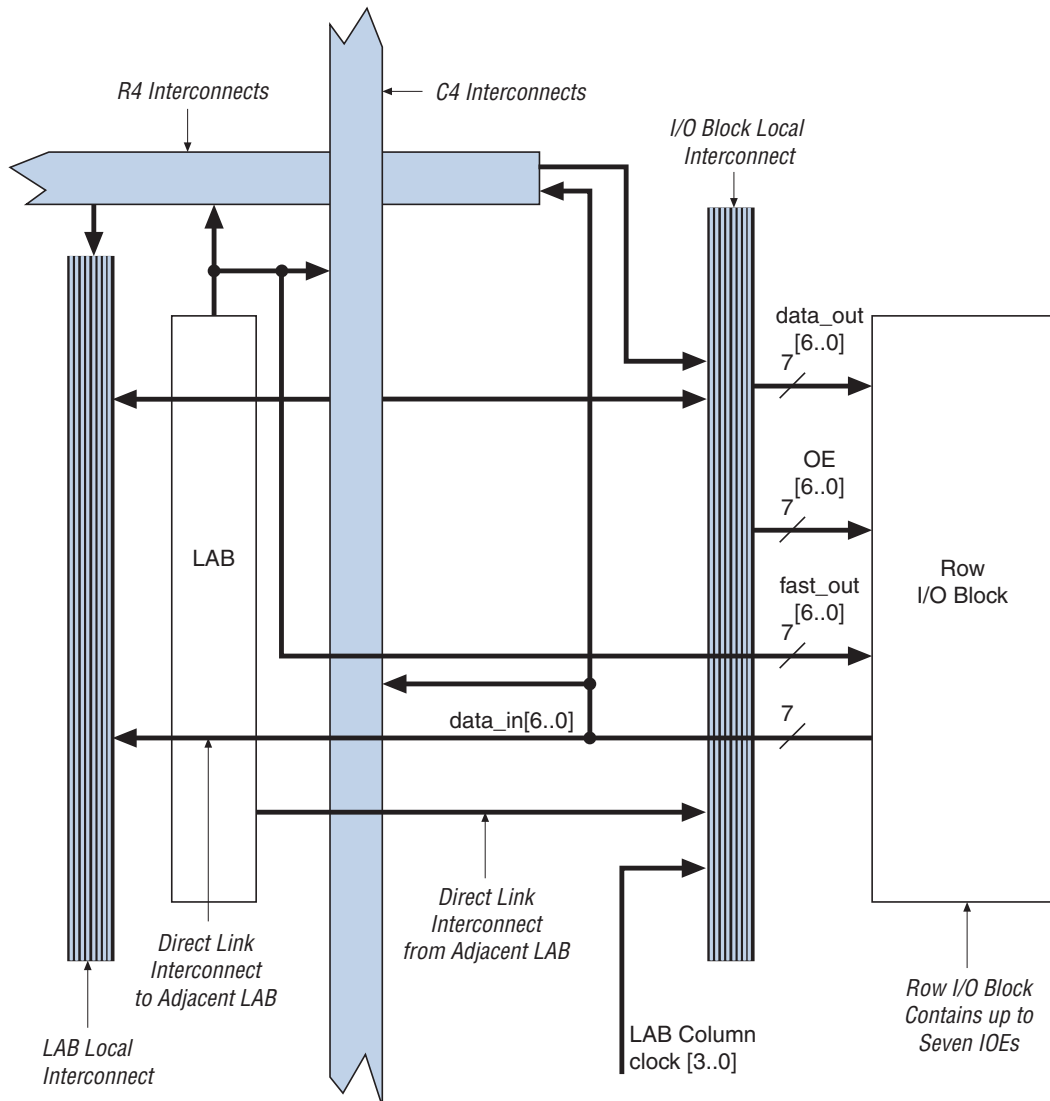 R4 Interconnects
C4 Interconnects
I/O Block Local
Interconnect
data_out
[6..0]
7
OE
[6..0]
7
LAB
Row
I/O Block
fast_out
[6..0]
7
data_in[6..0]
7
Direct Link
Interconnect
to Adjacent LAB
Direct Link
Interconnect
from Adjacent LAB
LAB Local
Interconnect
LAB Column
clock [3..0]
Row I/O Block
Contains up to
Seven IOEs